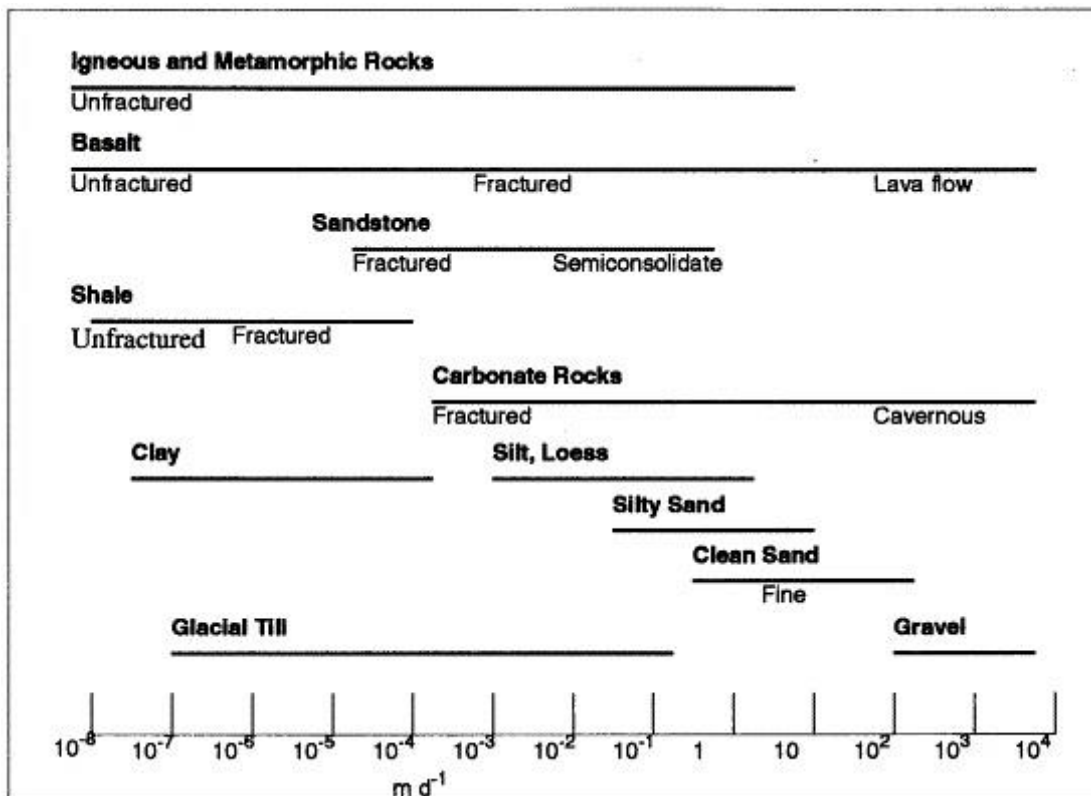 Igneous and Metamorphic Rocks
Unfractured
Basalt
Unfractured Fractured Lava flow
Sandstone
Fractured Semiconsolidate
Shale
Unfractured Fractured
Carbonate Rocks
Fractured Cavernous
Clay Silt, Loess
Silty Sand
Clean Sand
Fine
Glacial Till Gravel
10⁻⁸ 10⁻⁷ 10⁻⁶ 10⁻⁵ 10⁻⁴ 10⁻³ 10⁻² 10⁻¹ 1 10 10² 10³ 10⁴
m d⁻¹